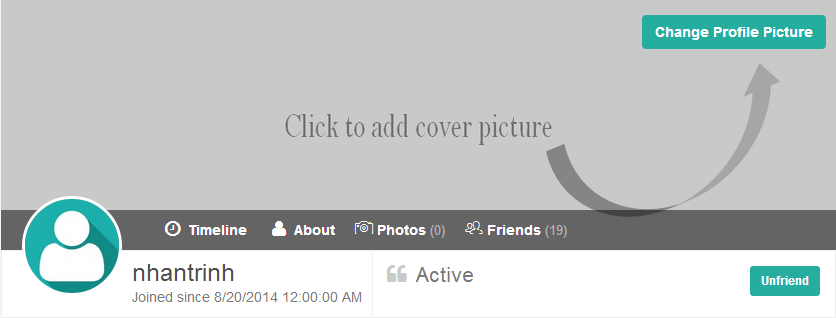 Change Profile Picture
Click to add cover picture
Timeline About Photos (0) Friends (19)
nhantrinh
Joined since 8/20/2014 12:00:00 AM
Active
Unfriend